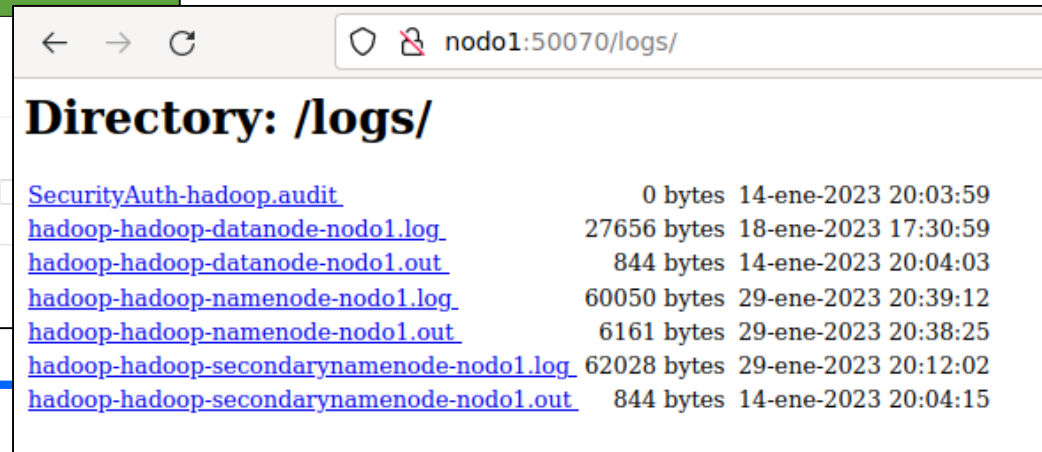 nodo1:50070/logs/
Directory: /logs/
SecurityAuth-hadoop.audit 0 bytes 14-ene-2023 20:03:59
hadoop-hadoop-datanode-nodo1.log 27656 bytes 18-ene-2023 17:30:59
hadoop-hadoop-datanode-nodo1.out 844 bytes 14-ene-2023 20:04:03
hadoop-hadoop-namenode-nodo1.log 60050 bytes 29-ene-2023 20:39:12
hadoop-hadoop-namenode-nodo1.out 6161 bytes 29-ene-2023 20:38:25
hadoop-hadoop-secondarynamenode-nodo1.log 62028 bytes 29-ene-2023 20:12:02
hadoop-hadoop-secondarynamenode-nodo1.out 844 bytes 14-ene-2023 20:04:15